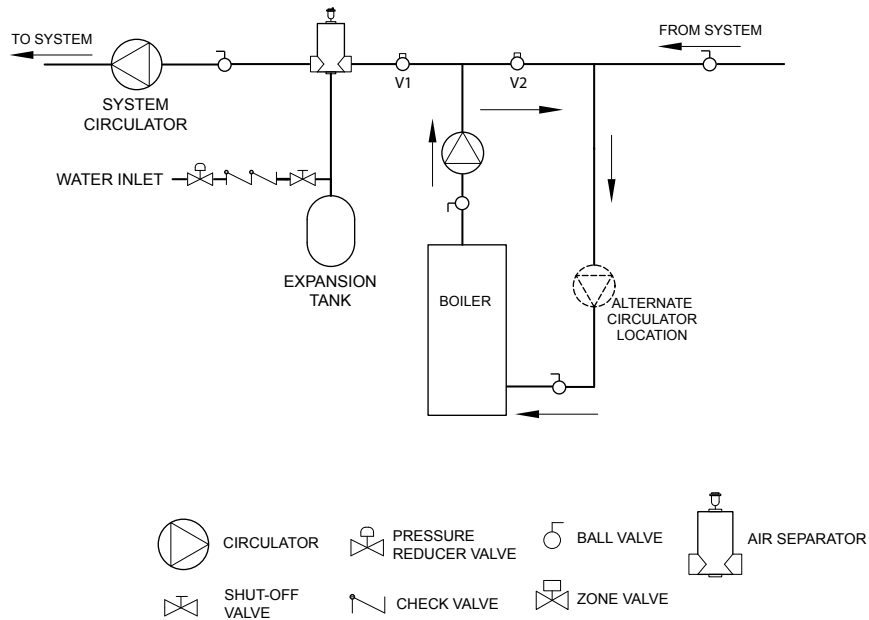 TO SYSTEM
FROM SYSTEM
V1
V2
SYSTEM
CIRCULATOR
WATER INLET
EXPANSION
TANK
BOILER
ALTERNATE
CIRCULATOR
LOCATION
CIRCULATOR
PRESSURE
REDUCER VALVE
BALL VALVE
AIR SEPARATOR
SHUT-OFF
VALVE
CHECK VALVE
ZONE VALVE